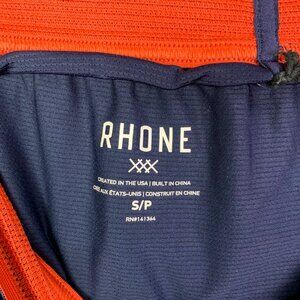 RHONE
CREATED IN THE USA | BUILT IN CHINA
CRÉÉ AUX ÉTATS-UNIS | CONSTRUIT EN CHINE
S/P
RN#141364